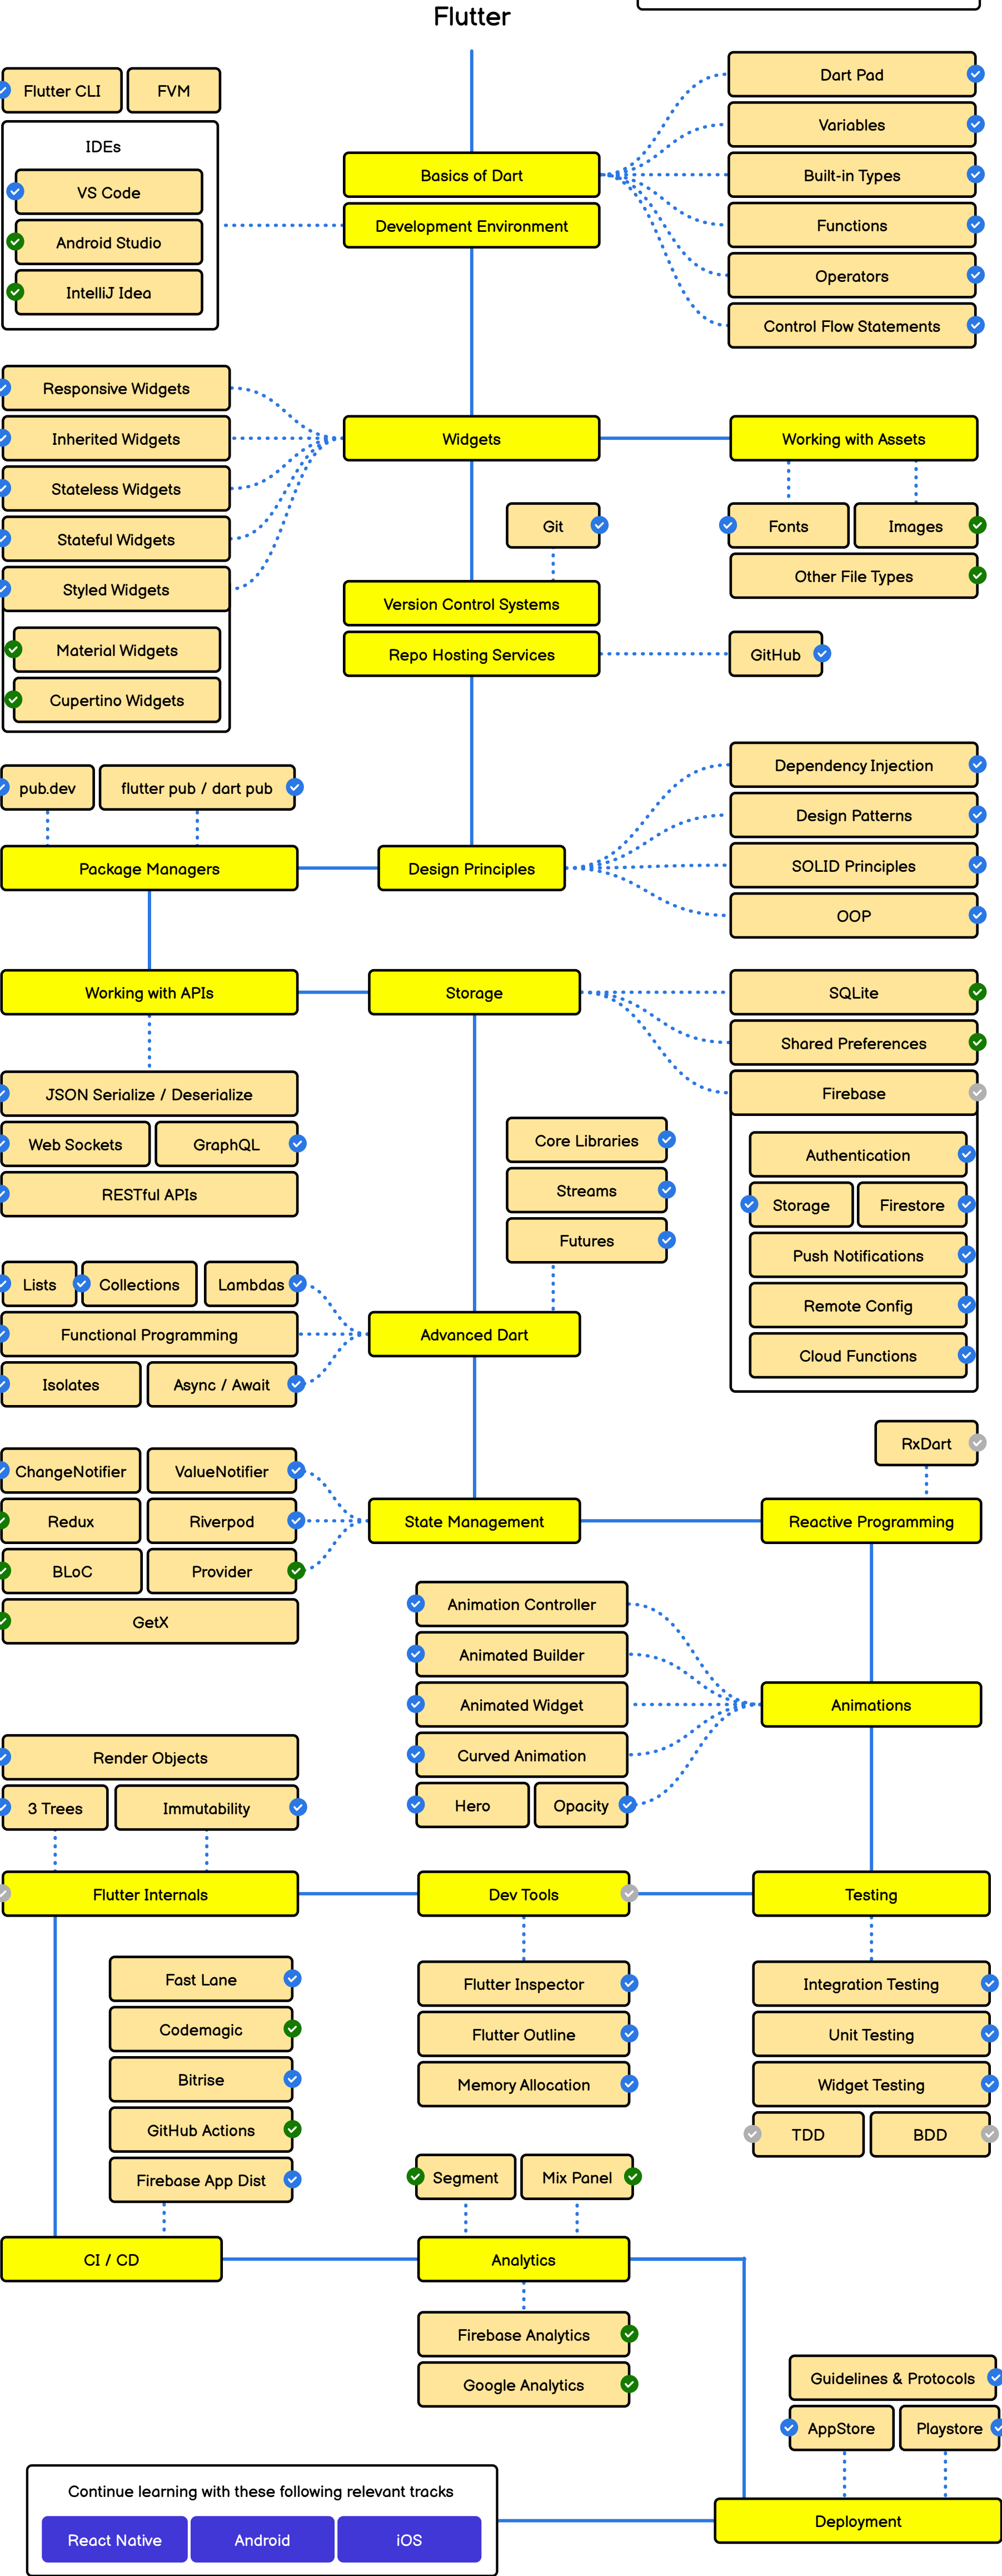 Flutter
Flutter CLI
FVM
IDEs
VS Code
Android Studio
IntelliJ Idea
Basics of Dart
Development Environment
Dart Pad
Variables
Built-in Types
Functions
Operators
Control Flow Statements
Responsive Widgets
Inherited Widgets
Stateless Widgets
Stateful Widgets
Styled Widgets
Material Widgets
Cupertino Widgets
Widgets
Working with Assets
Fonts
Images
Other File Types
Git
Version Control Systems
Repo Hosting Services
GitHub
pub.dev
flutter pub / dart pub
Package Managers
Design Principles
Dependency Injection
Design Patterns
SOLID Principles
OOP
Working with APIs
Storage
SQLite
Shared Preferences
Firebase
Authentication
Storage
Firestore
Push Notifications
Remote Config
Cloud Functions
JSON Serialize / Deserialize
Web Sockets
GraphQL
RESTful APIs
Core Libraries
Streams
Futures
Lists
Collections
Lambdas
Functional Programming
Isolates
Async / Await
Advanced Dart
RxDart
ChangeNotifier
ValueNotifier
Redux
Riverpod
BLoC
Provider
GetX
State Management
Reactive Programming
Animation Controller
Animated Builder
Animated Widget
Curved Animation
Hero
Opacity
Animations
Render Objects
3 Trees
Immutability
Flutter Internals
Dev Tools
Testing
Fast Lane
Codemagic
Bitrise
GitHub Actions
Firebase App Dist
Flutter Inspector
Flutter Outline
Memory Allocation
Integration Testing
Unit Testing
Widget Testing
TDD
BDD
Segment
Mix Panel
CI / CD
Analytics
Firebase Analytics
Google Analytics
Guidelines & Protocols
AppStore
Playstore
Deployment
Continue learning with these following relevant tracks
React Native
Android
iOS